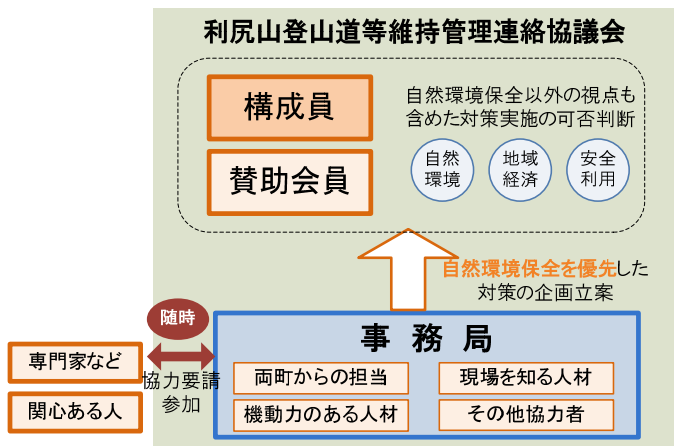 利尻山登山道等維持管理連絡協議会
構成員
賛助会員
自然環境保全以外の視点も
含めた対策実施の可否判断
自然
環境
地域
経済
安全
利用
自然環境保全を優先した
対策の企画立案
随時
協力要請
参加
専門家など
関心ある人
事務局
両町からの担当
現場を知る人材
機動力のある人材
その他協力者